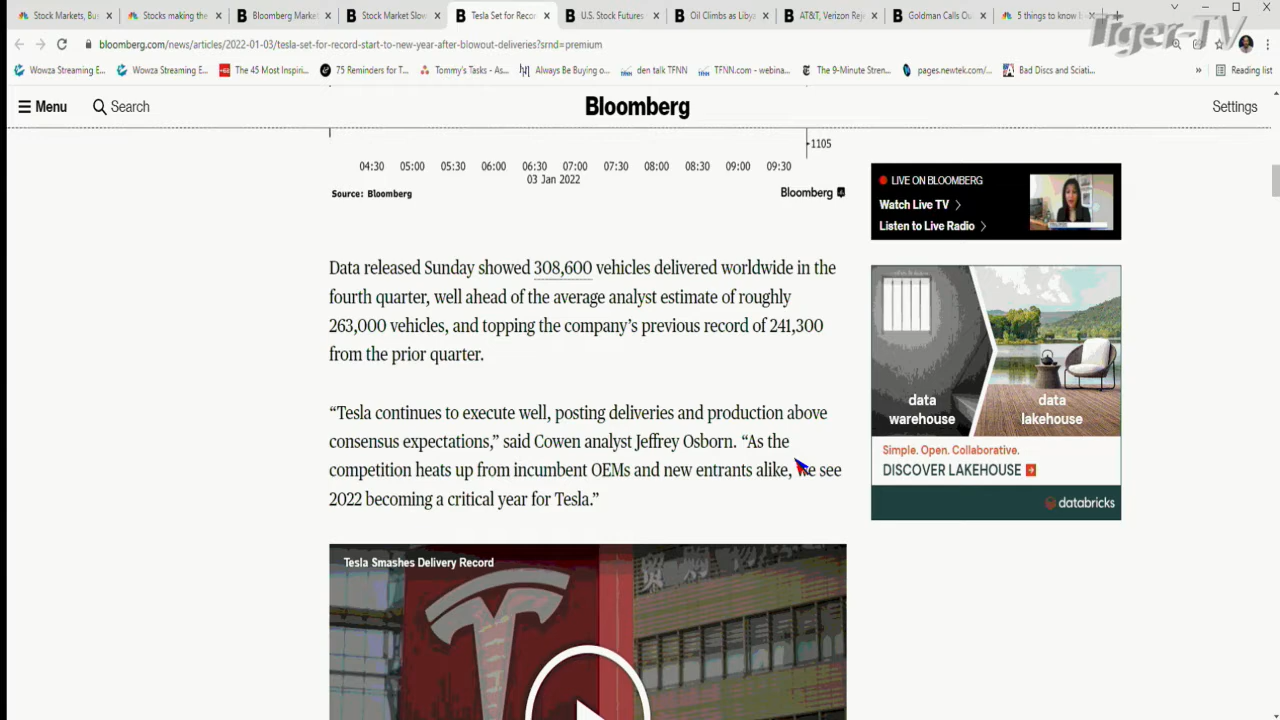 Stock Markets, Bu
Stocks making the
Bloomberg Market
Stock Market Slow
Tesla Set for Recor
U.S. Stock Futures
Oil Climbs as Libya
AT&T, Verizon Reje
Goldman Calls Ou
5 things to know b
Tiger-TV
bloomberg.com/news/articles/2022-01-03/tesla-set-for-record-start-to-new-year-after-blowout-deliveries?srnd=premium
Wowza Streaming E...
Wowza Streaming E...
The 45 Most Inspiri...
75 Reminders for T...
Tommy's Tasks - As...
Always Be Buying o...
den talk TFNN
TFNN.com - webina...
The 9-Minute Stren...
pages.newtek.com/...
Bad Discs and Sciati...
»
Reading list
Menu
Search
Bloomberg
Settings
1105
04:30 05:00 05:30 06:00 06:30 07:00 07:30 08:00 08:30 09:00 09:30
03 Jan 2022
Source: Bloomberg
Bloomberg
Data released Sunday showed 308,600 vehicles delivered worldwide in the
fourth quarter, well ahead of the average analyst estimate of roughly
263,000 vehicles, and topping the company’s previous record of 241,300
from the prior quarter.
“Tesla continues to execute well, posting deliveries and production above
consensus expectations,” said Cowen analyst Jeffrey Osborn. “As the
competition heats up from incumbent OEMs and new entrants alike, we see
2022 becoming a critical year for Tesla.”
Tesla Smashes Delivery Record
LIVE ON BLOOMBERG
Watch Live TV
Listen to Live Radio
data
warehouse
data
lakehouse
Simple. Open. Collaborative.
DISCOVER LAKEHOUSE
databricks